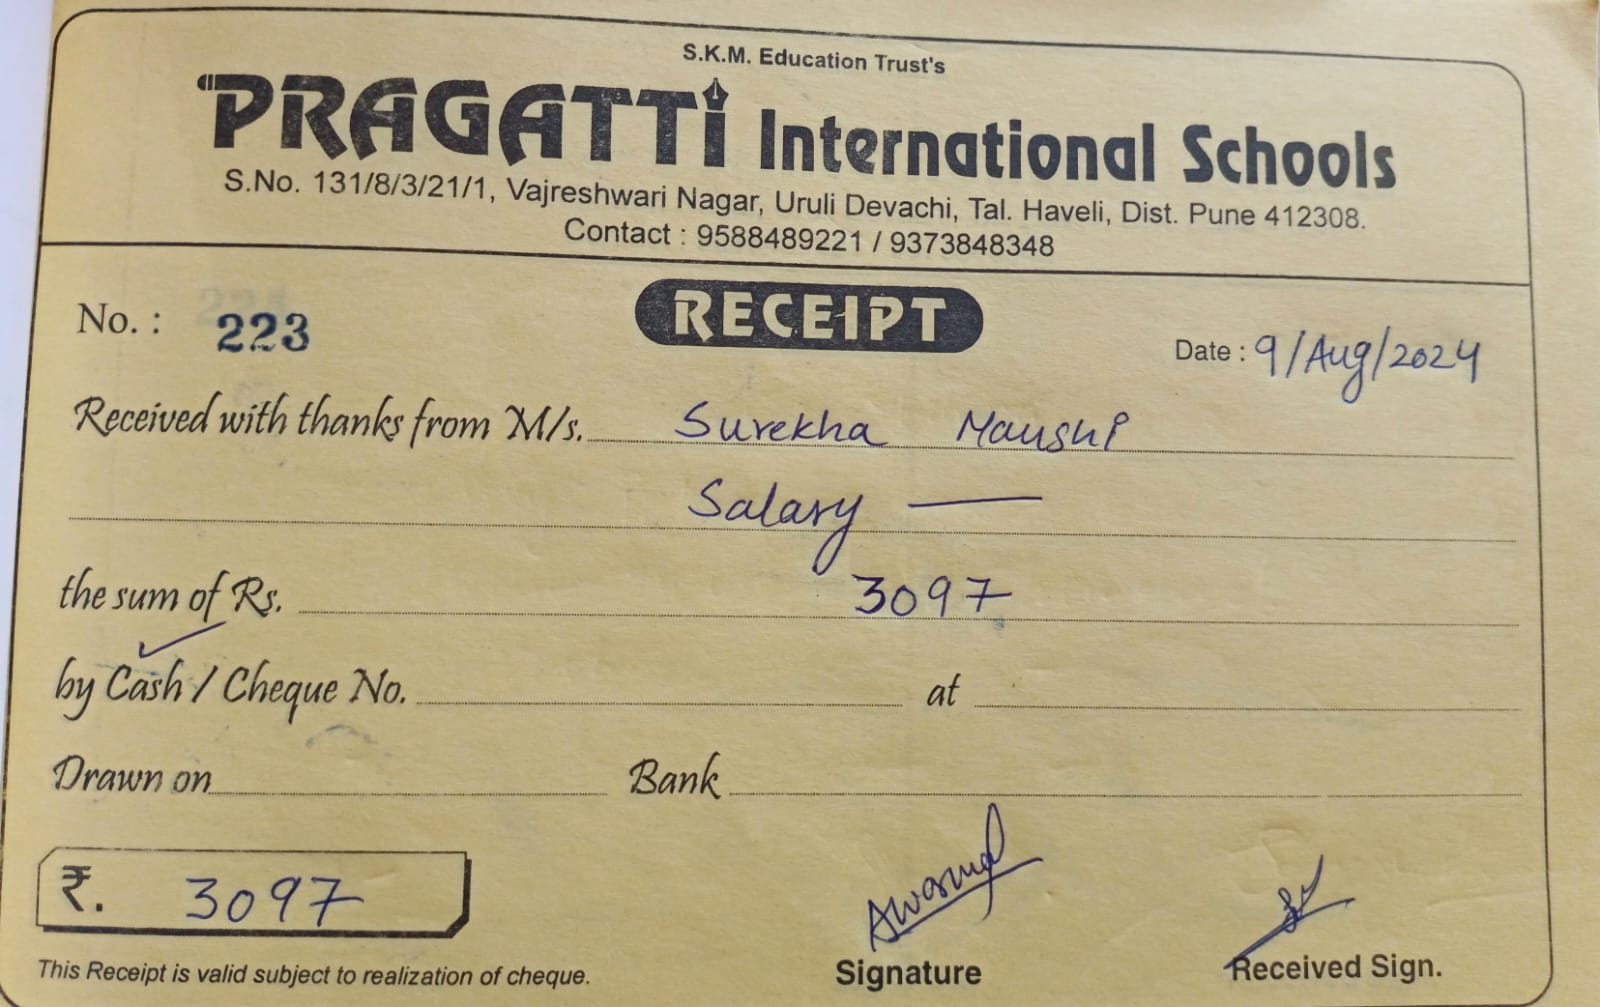 S.K.M. Education Trust's
PRAGATTi International Schools
S.No. 131/8/3/21/1, Vajreshwari Nagar, Uruli Devachi, Tal. Haveli, Dist. Pune 412308.
Contact : 9588489221 / 9373848348
No. : 223 RECEIPT Date : 9/Aug/2024
Received with thanks from M/s. Surekha Maushi
Salary —
the sum of Rs. 3097
by Cash / Cheque No. at
Drawn on Bank
₹. 3097
This Receipt is valid subject to realization of cheque. Signature Received Sign.